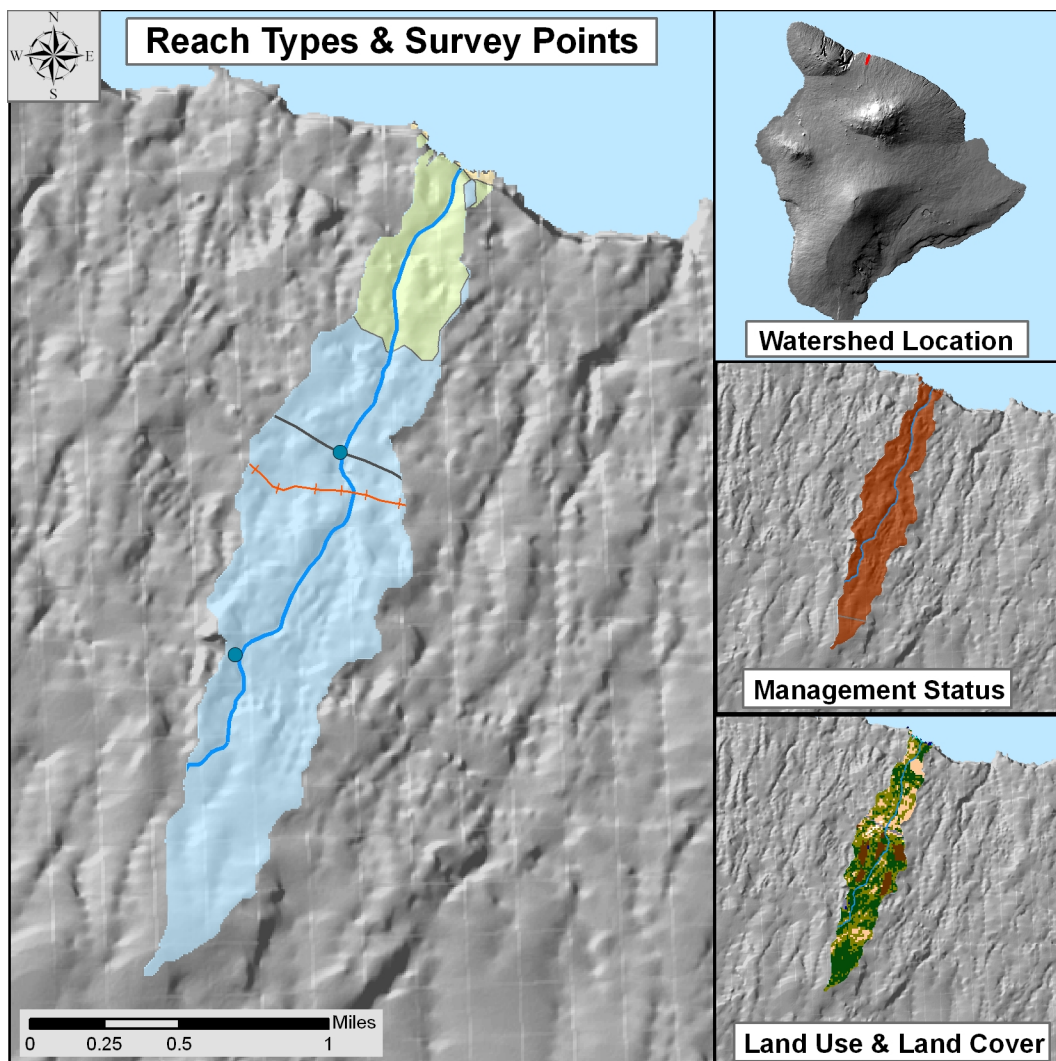 N
W E
S
Reach Types & Survey Points
Watershed Location
Management Status
Land Use & Land Cover
Miles
0 0.25 0.5 1